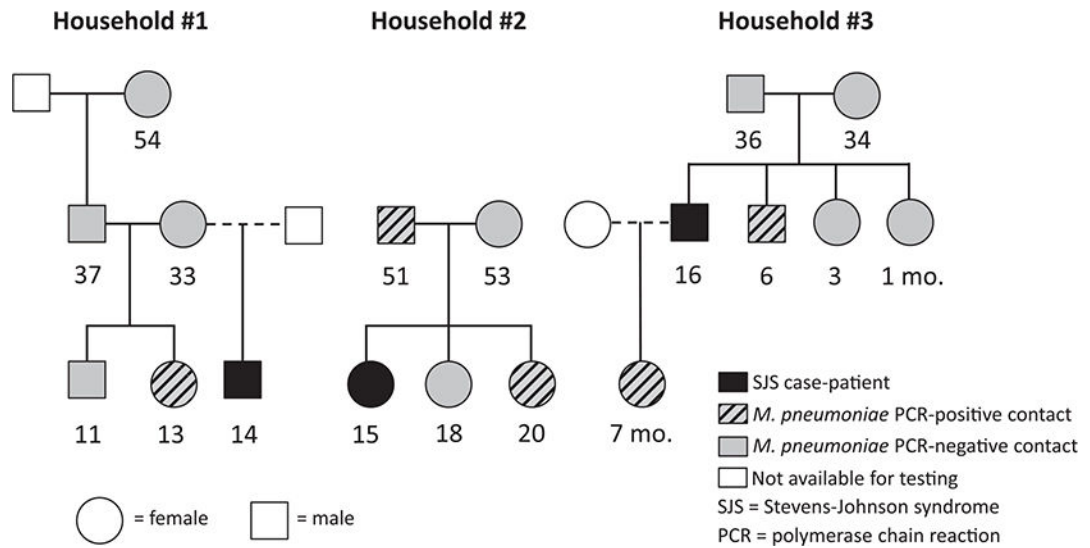 Household #1 Household #2 Household #3
54 36 34
37 33 51 53 16 6 3 1 mo.
11 13 14 15 18 20 7 mo.
SJS case-patient
M. pneumoniae PCR-positive contact
M. pneumoniae PCR-negative contact
Not available for testing
SJS = Stevens-Johnson syndrome
PCR = polymerase chain reaction
= female = male